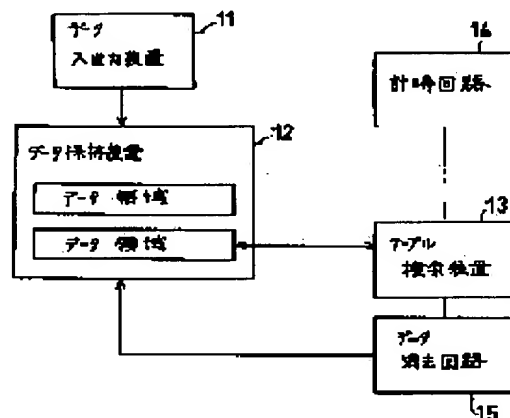 データ
入出力装置
11
16
計時回路
12
データ保持装置
データ領域
データ領域
13
テーブル
検索装置
データ
消去回路
15